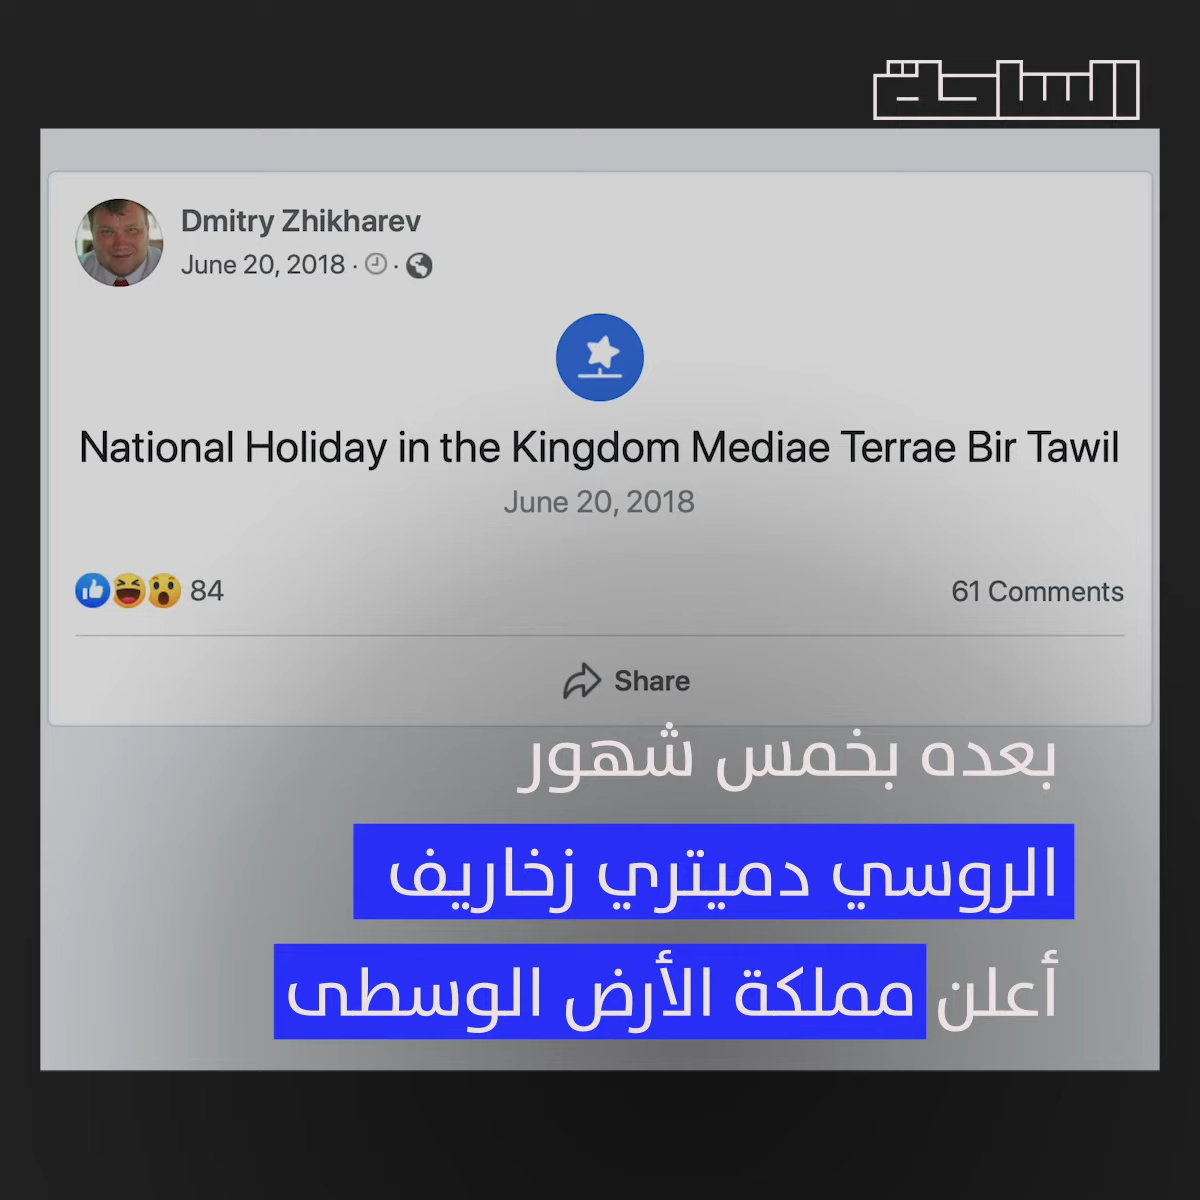 الساحة
Dmitry Zhikharev
June 20, 2018
National Holiday in the Kingdom Mediae Terrae Bir Tawil
June 20, 2018
84
61 Comments
Share
بعده بخمس شهور
الروسي دميتري زخاريف
أعلن مملكة الأرض الوسطى